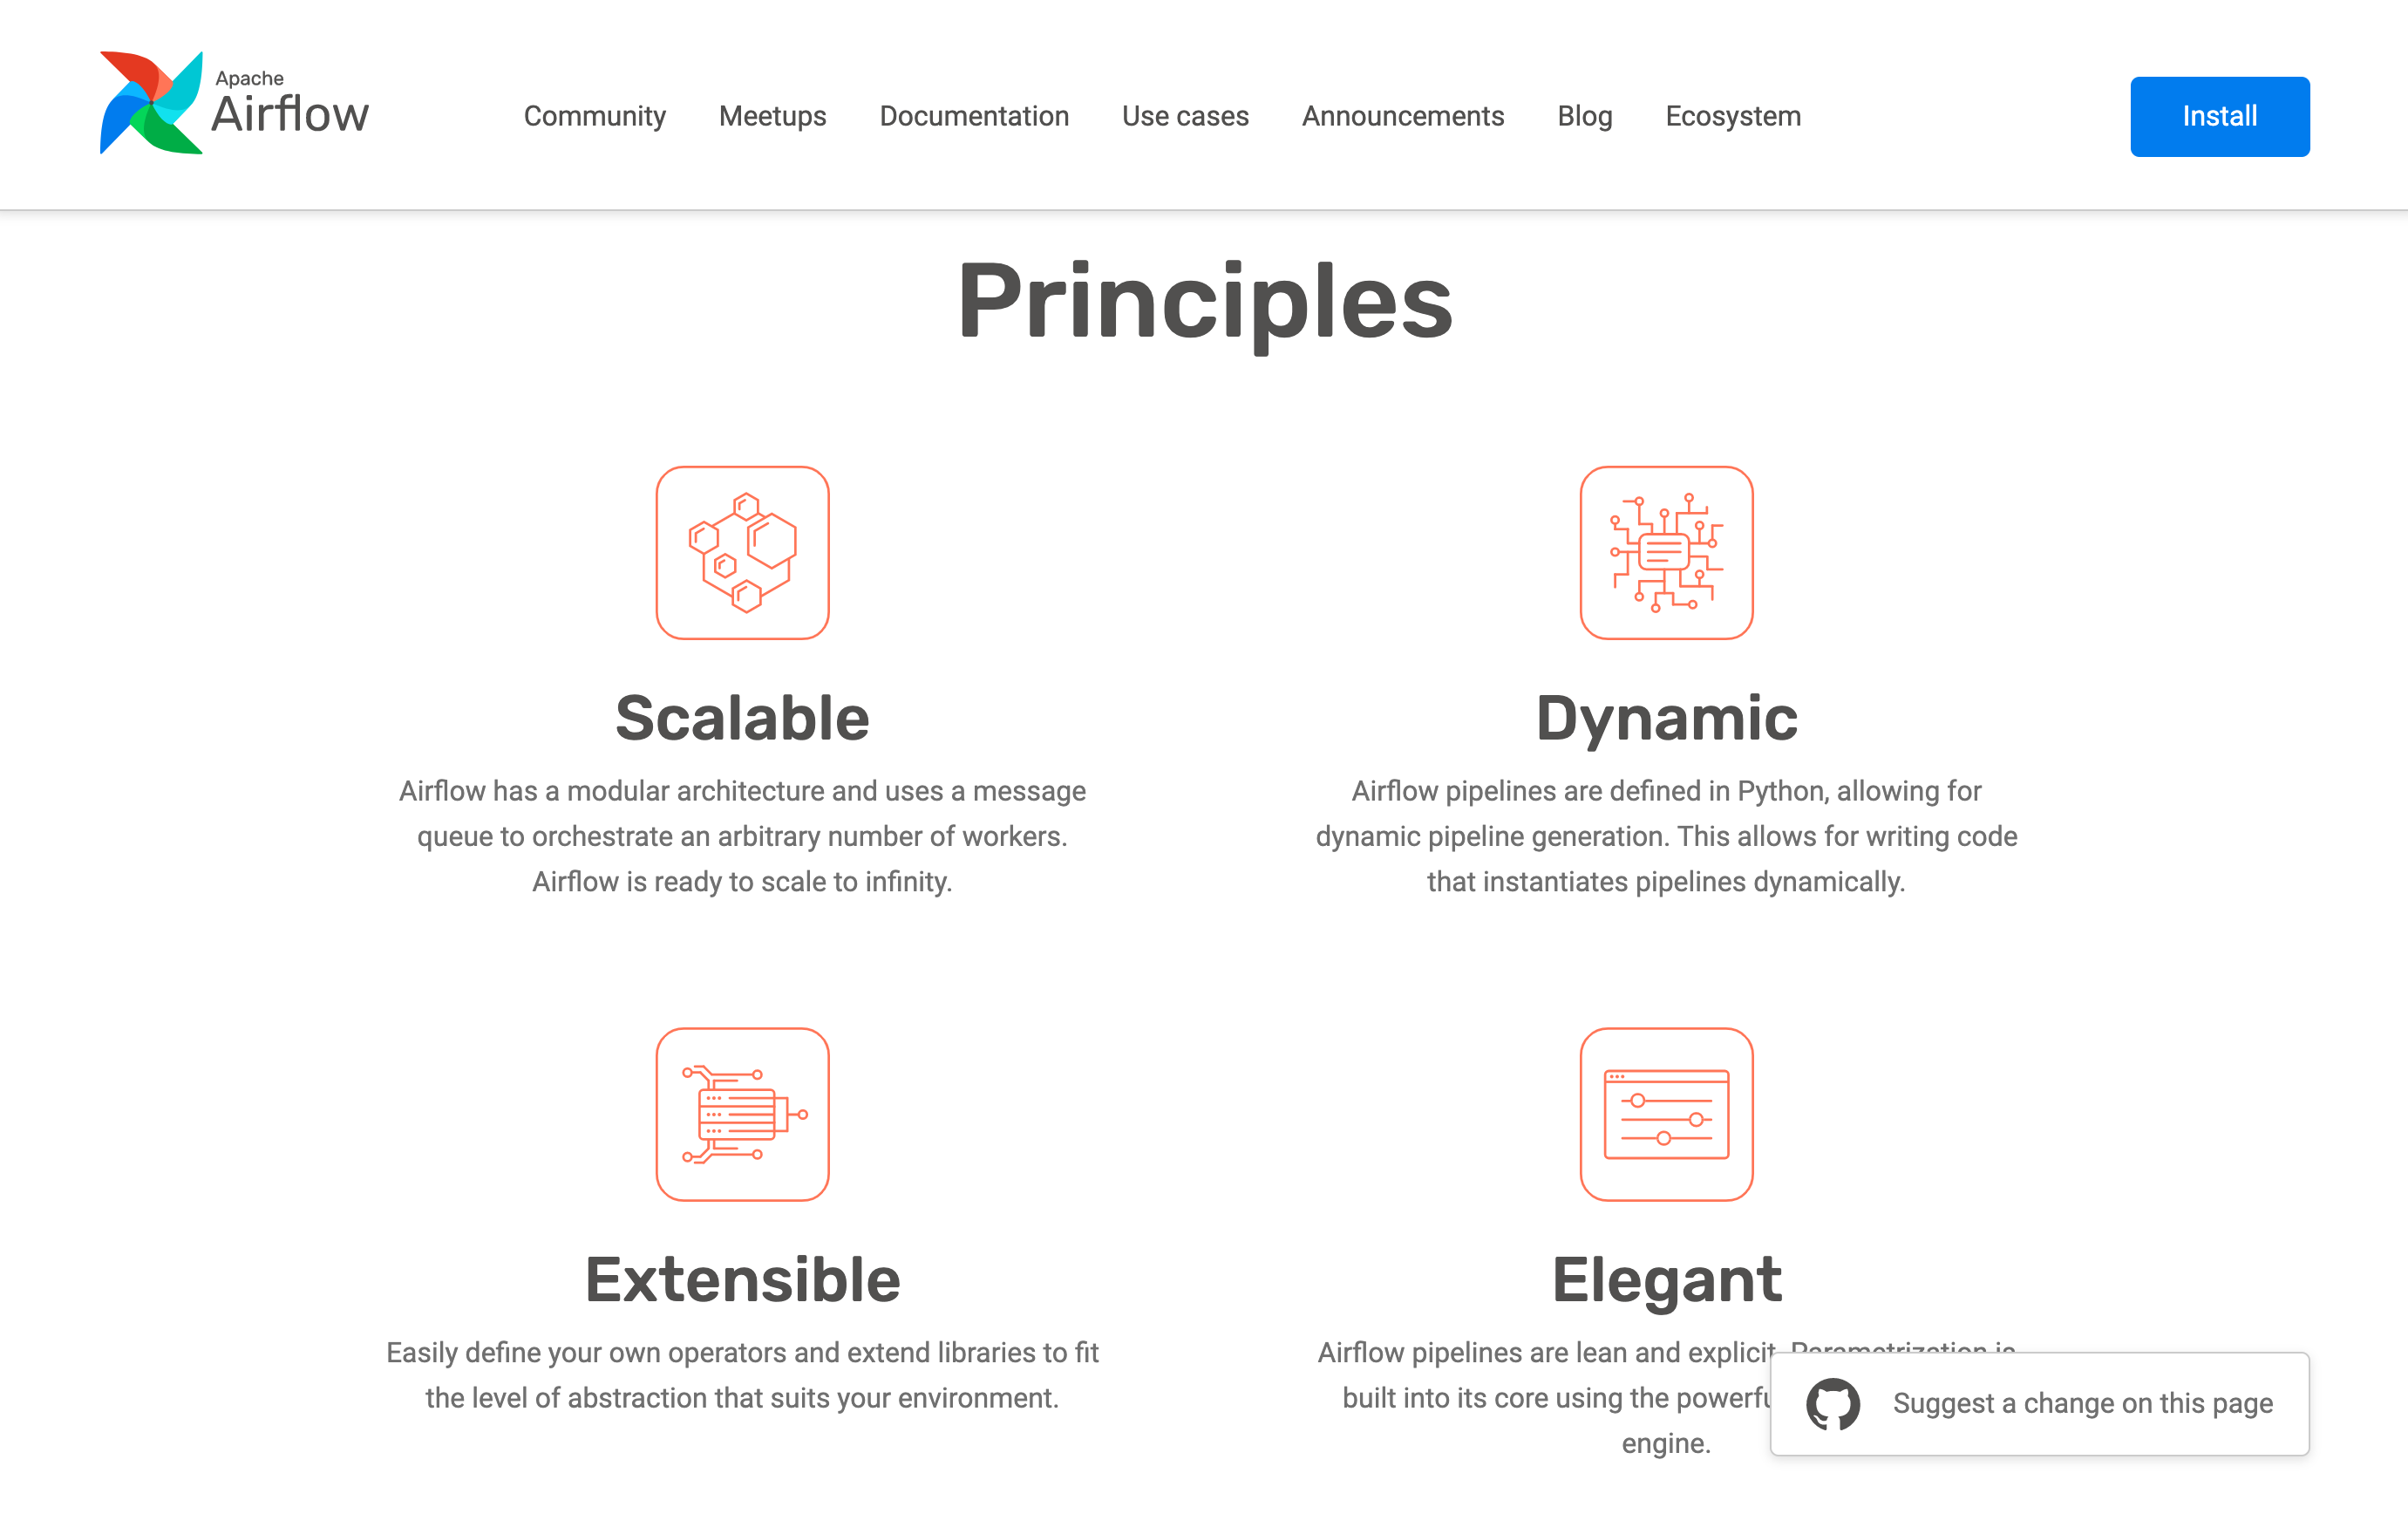 Apache
Airflow
Community Meetups Documentation Use cases Announcements Blog Ecosystem
Install
Principles
Scalable
Airflow has a modular architecture and uses a message
queue to orchestrate an arbitrary number of workers.
Airflow is ready to scale to infinity.
Dynamic
Airflow pipelines are defined in Python, allowing for
dynamic pipeline generation. This allows for writing code
that instantiates pipelines dynamically.
Extensible
Easily define your own operators and extend libraries to fit
the level of abstraction that suits your environment.
Elegant
Airflow pipelines are lean and explicit. Parametrization is
built into its core using the
engine.
Suggest a change on this page